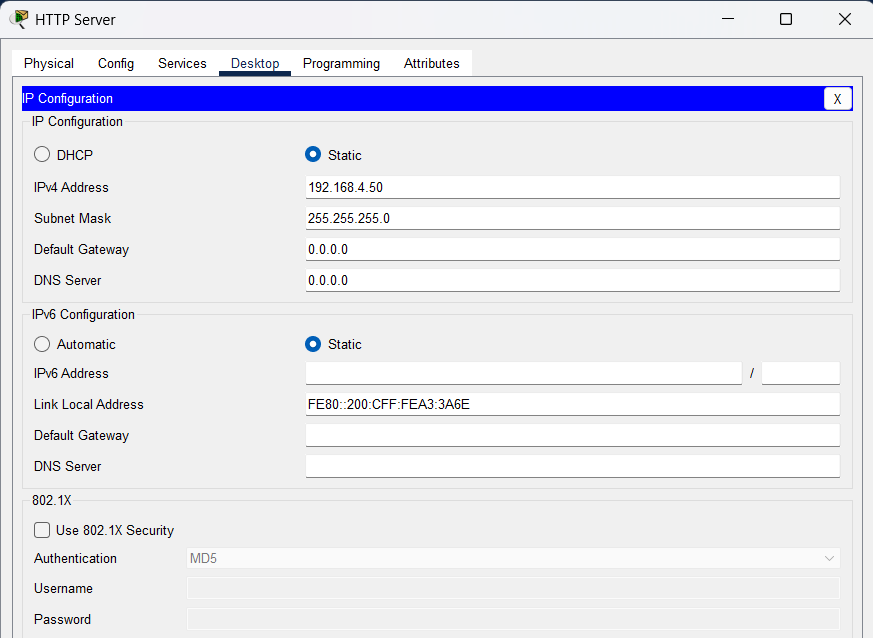 HTTP Server
Physical Config Services Desktop Programming Attributes
IP Configuration X
IP Configuration
DHCP Static
IPv4 Address 192.168.4.50
Subnet Mask 255.255.255.0
Default Gateway 0.0.0.0
DNS Server 0.0.0.0
IPv6 Configuration
Automatic Static
IPv6 Address /
Link Local Address FE80::200:CFF:FEA3:3A6E
Default Gateway
DNS Server
802.1X
Use 802.1X Security
Authentication MD5
Username
Password